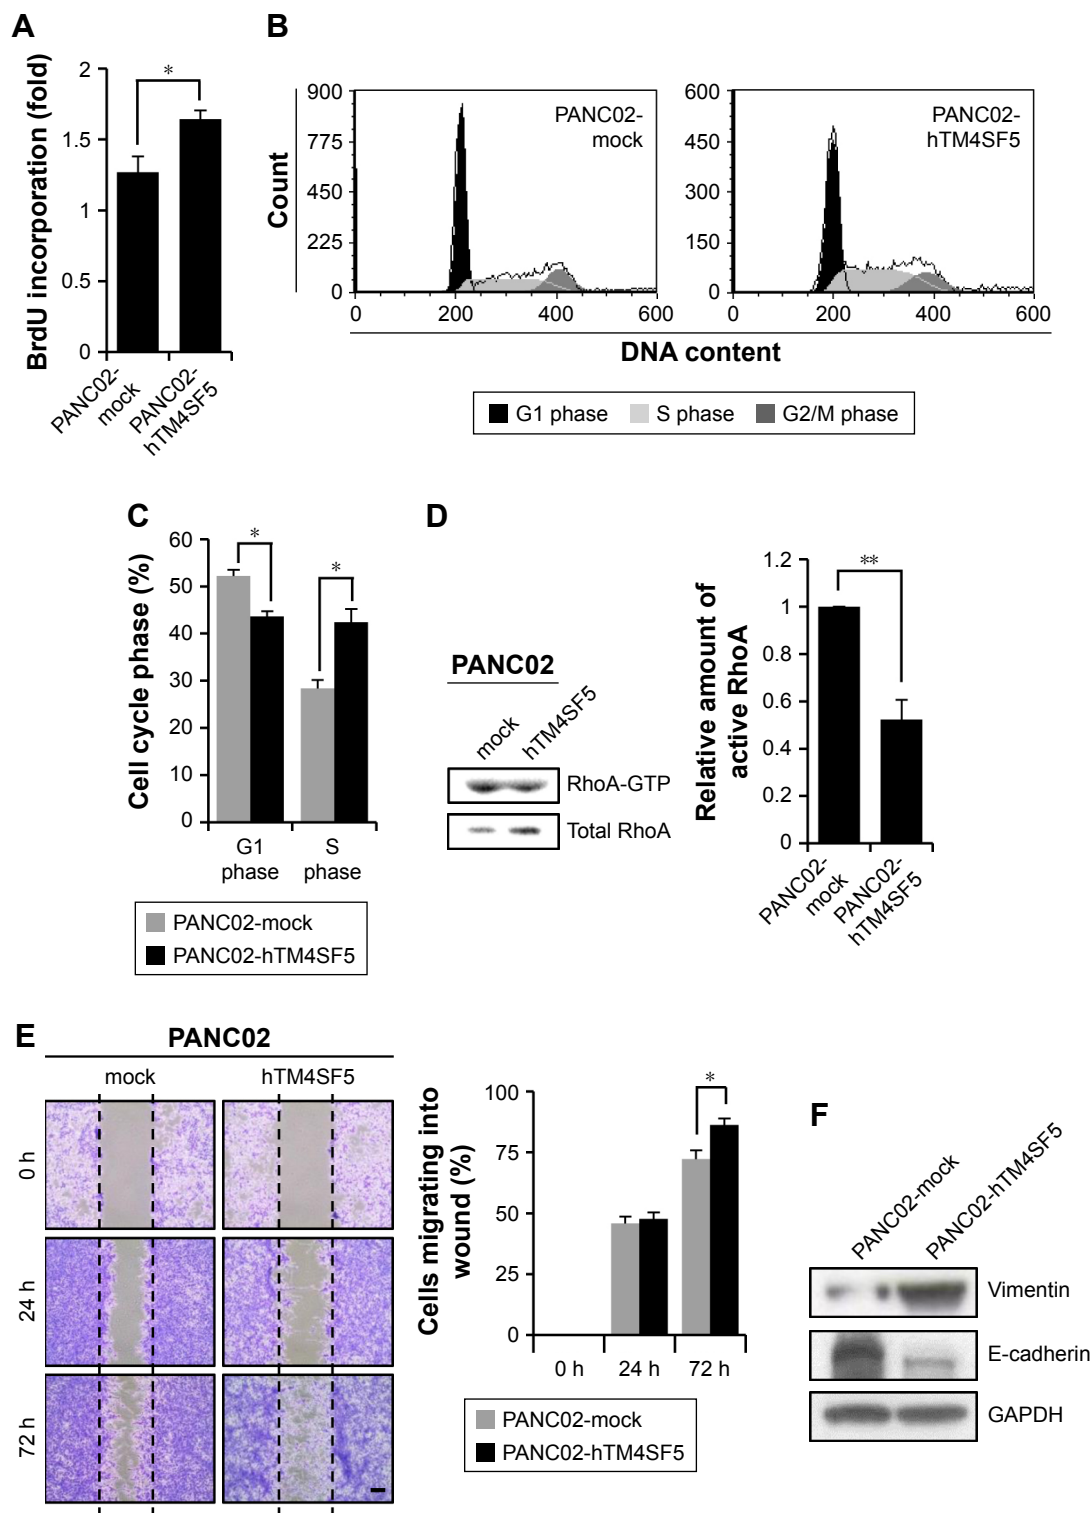 A
BrdU incorporation (fold)
2
1.5
1
0.5
0
*
PANC02-
mock
PANC02-
hTM4SF5
B
Count
900
775
450
225
0
PANC02-
mock
0 200 400 600
600
450
300
150
0
PANC02-
hTM4SF5
0 200 400 600
DNA content
G1 phase S phase G2/M phase
C
Cell cycle phase (%)
60
50
40
30
20
10
0
*
*
G1
phase
S
phase
PANC02-mock
PANC02-hTM4SF5
D
PANC02
mock
hTM4SF5
RhoA-GTP
Total RhoA
Relative amount of
active RhoA
1.2
1
0.8
0.6
0.4
0.2
0
**
PANC02-
mock
PANC02-
hTM4SF5
E
PANC02
mock hTM4SF5
0 h
24 h
72 h
Cells migrating into
wound (%)
100
75
50
25
0
*
0 h 24 h 72 h
PANC02-mock
PANC02-hTM4SF5
F
PANC02-mock
PANC02-hTM4SF5
Vimentin
E-cadherin
GAPDH